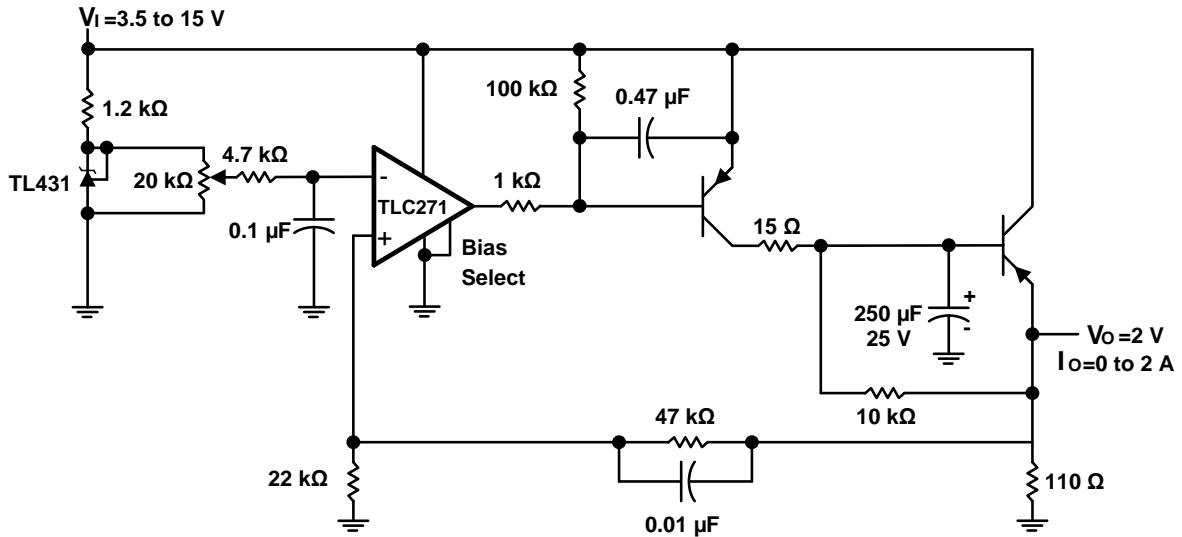 VI =3.5 to 15 V
1.2 kΩ
TL431
20 kΩ
4.7 kΩ
0.1 µF
-
+
TLC271
Bias
Select
1 kΩ
100 kΩ
0.47 µF
15 Ω
250 µF
25 V
+
-
VO =2 V
IO =0 to 2 A
10 kΩ
47 kΩ
0.01 µF
22 kΩ
110 Ω